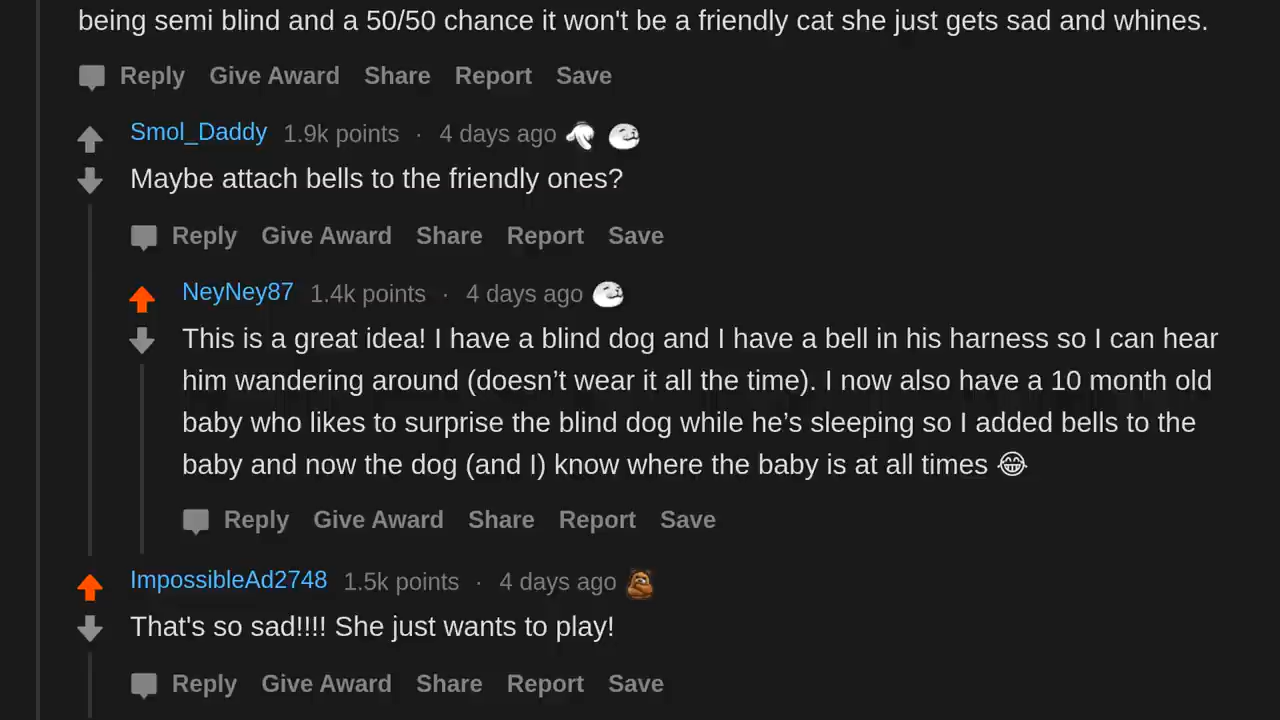 being semi blind and a 50/50 chance it won't be a friendly cat she just gets sad and whines.
Reply Give Award Share Report Save
Smol_Daddy 1.9k points · 4 days ago
Maybe attach bells to the friendly ones?
Reply Give Award Share Report Save
NeyNey87 1.4k points · 4 days ago
This is a great idea! I have a blind dog and I have a bell in his harness so I can hear
him wandering around (doesn’t wear it all the time). I now also have a 10 month old
baby who likes to surprise the blind dog while he’s sleeping so I added bells to the
baby and now the dog (and I) know where the baby is at all times 😂
Reply Give Award Share Report Save
ImpossibleAd2748 1.5k points · 4 days ago
That's so sad!!!! She just wants to play!
Reply Give Award Share Report Save